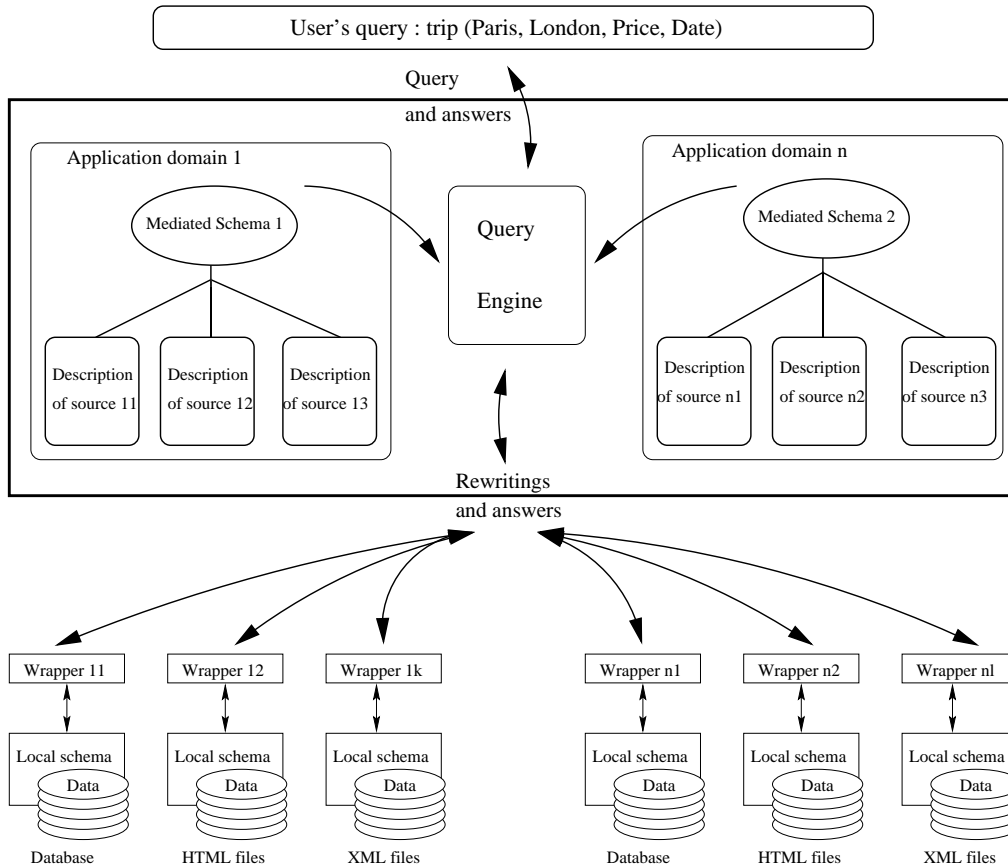 User's query : trip (Paris, London, Price, Date)
Query
and answers
Application domain 1
Application domain n
Mediated Schema 1
Query
Engine
Mediated Schema 2
Description
of source 11
Description
of source 12
Description
of source 13
Description
of source n1
Description
of source n2
Description
of source n3
Rewritings
and answers
Wrapper 11
Wrapper 12
Wrapper 1k
Wrapper n1
Wrapper n2
Wrapper nl
Local schema
Local schema
Local schema
Local schema
Local schema
Local schema
Data
Data
Data
Data
Data
Data
Database
HTML files
XML files
Database
HTML files
XML files